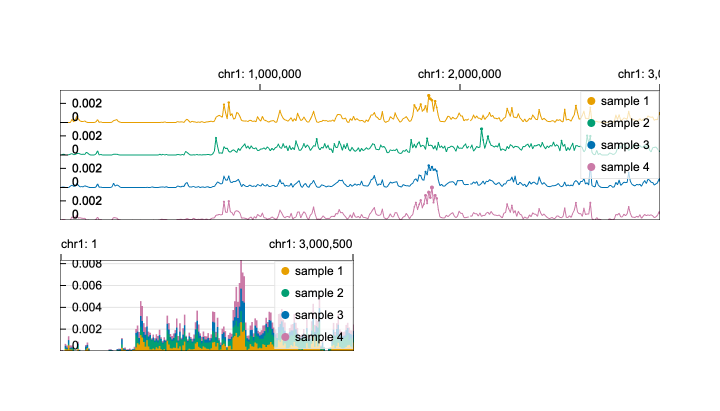 chr1: 1,000,000 chr1: 2,000,000 chr1: 3,0
0.002 sample 1
0
0.002 sample 2
0
0.002 sample 3
0
0.002 sample 4
0
chr1: 1 chr1: 3,000,500
0.008 sample 1
0.006 sample 2
0.004 sample 3
0.002 sample 4
0